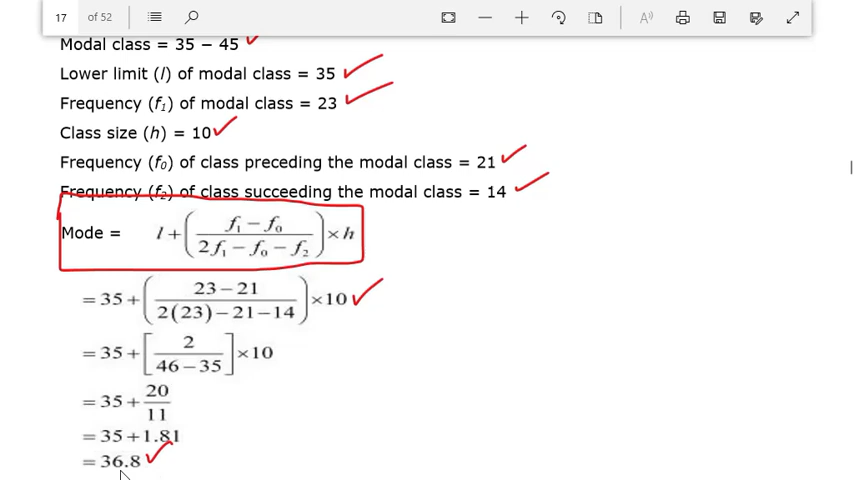 17 of 52
Modal class = 35 − 45
Lower limit (l) of modal class = 35
Frequency (f₁) of modal class = 23
Class size (h) = 10
Frequency (f₀) of class preceding the modal class = 21
Frequency (f₂) of class succeeding the modal class = 14
Mode = l + ( (f₁ − f₀) / (2f₁ − f₀ − f₂) ) × h
= 35 + ( (23 − 21) / (2(23) − 21 − 14) ) ×10
= 35 + [ 2 / (46 − 35) ] ×10
= 35 + 20/11
= 35 + 1.81
= 36.8